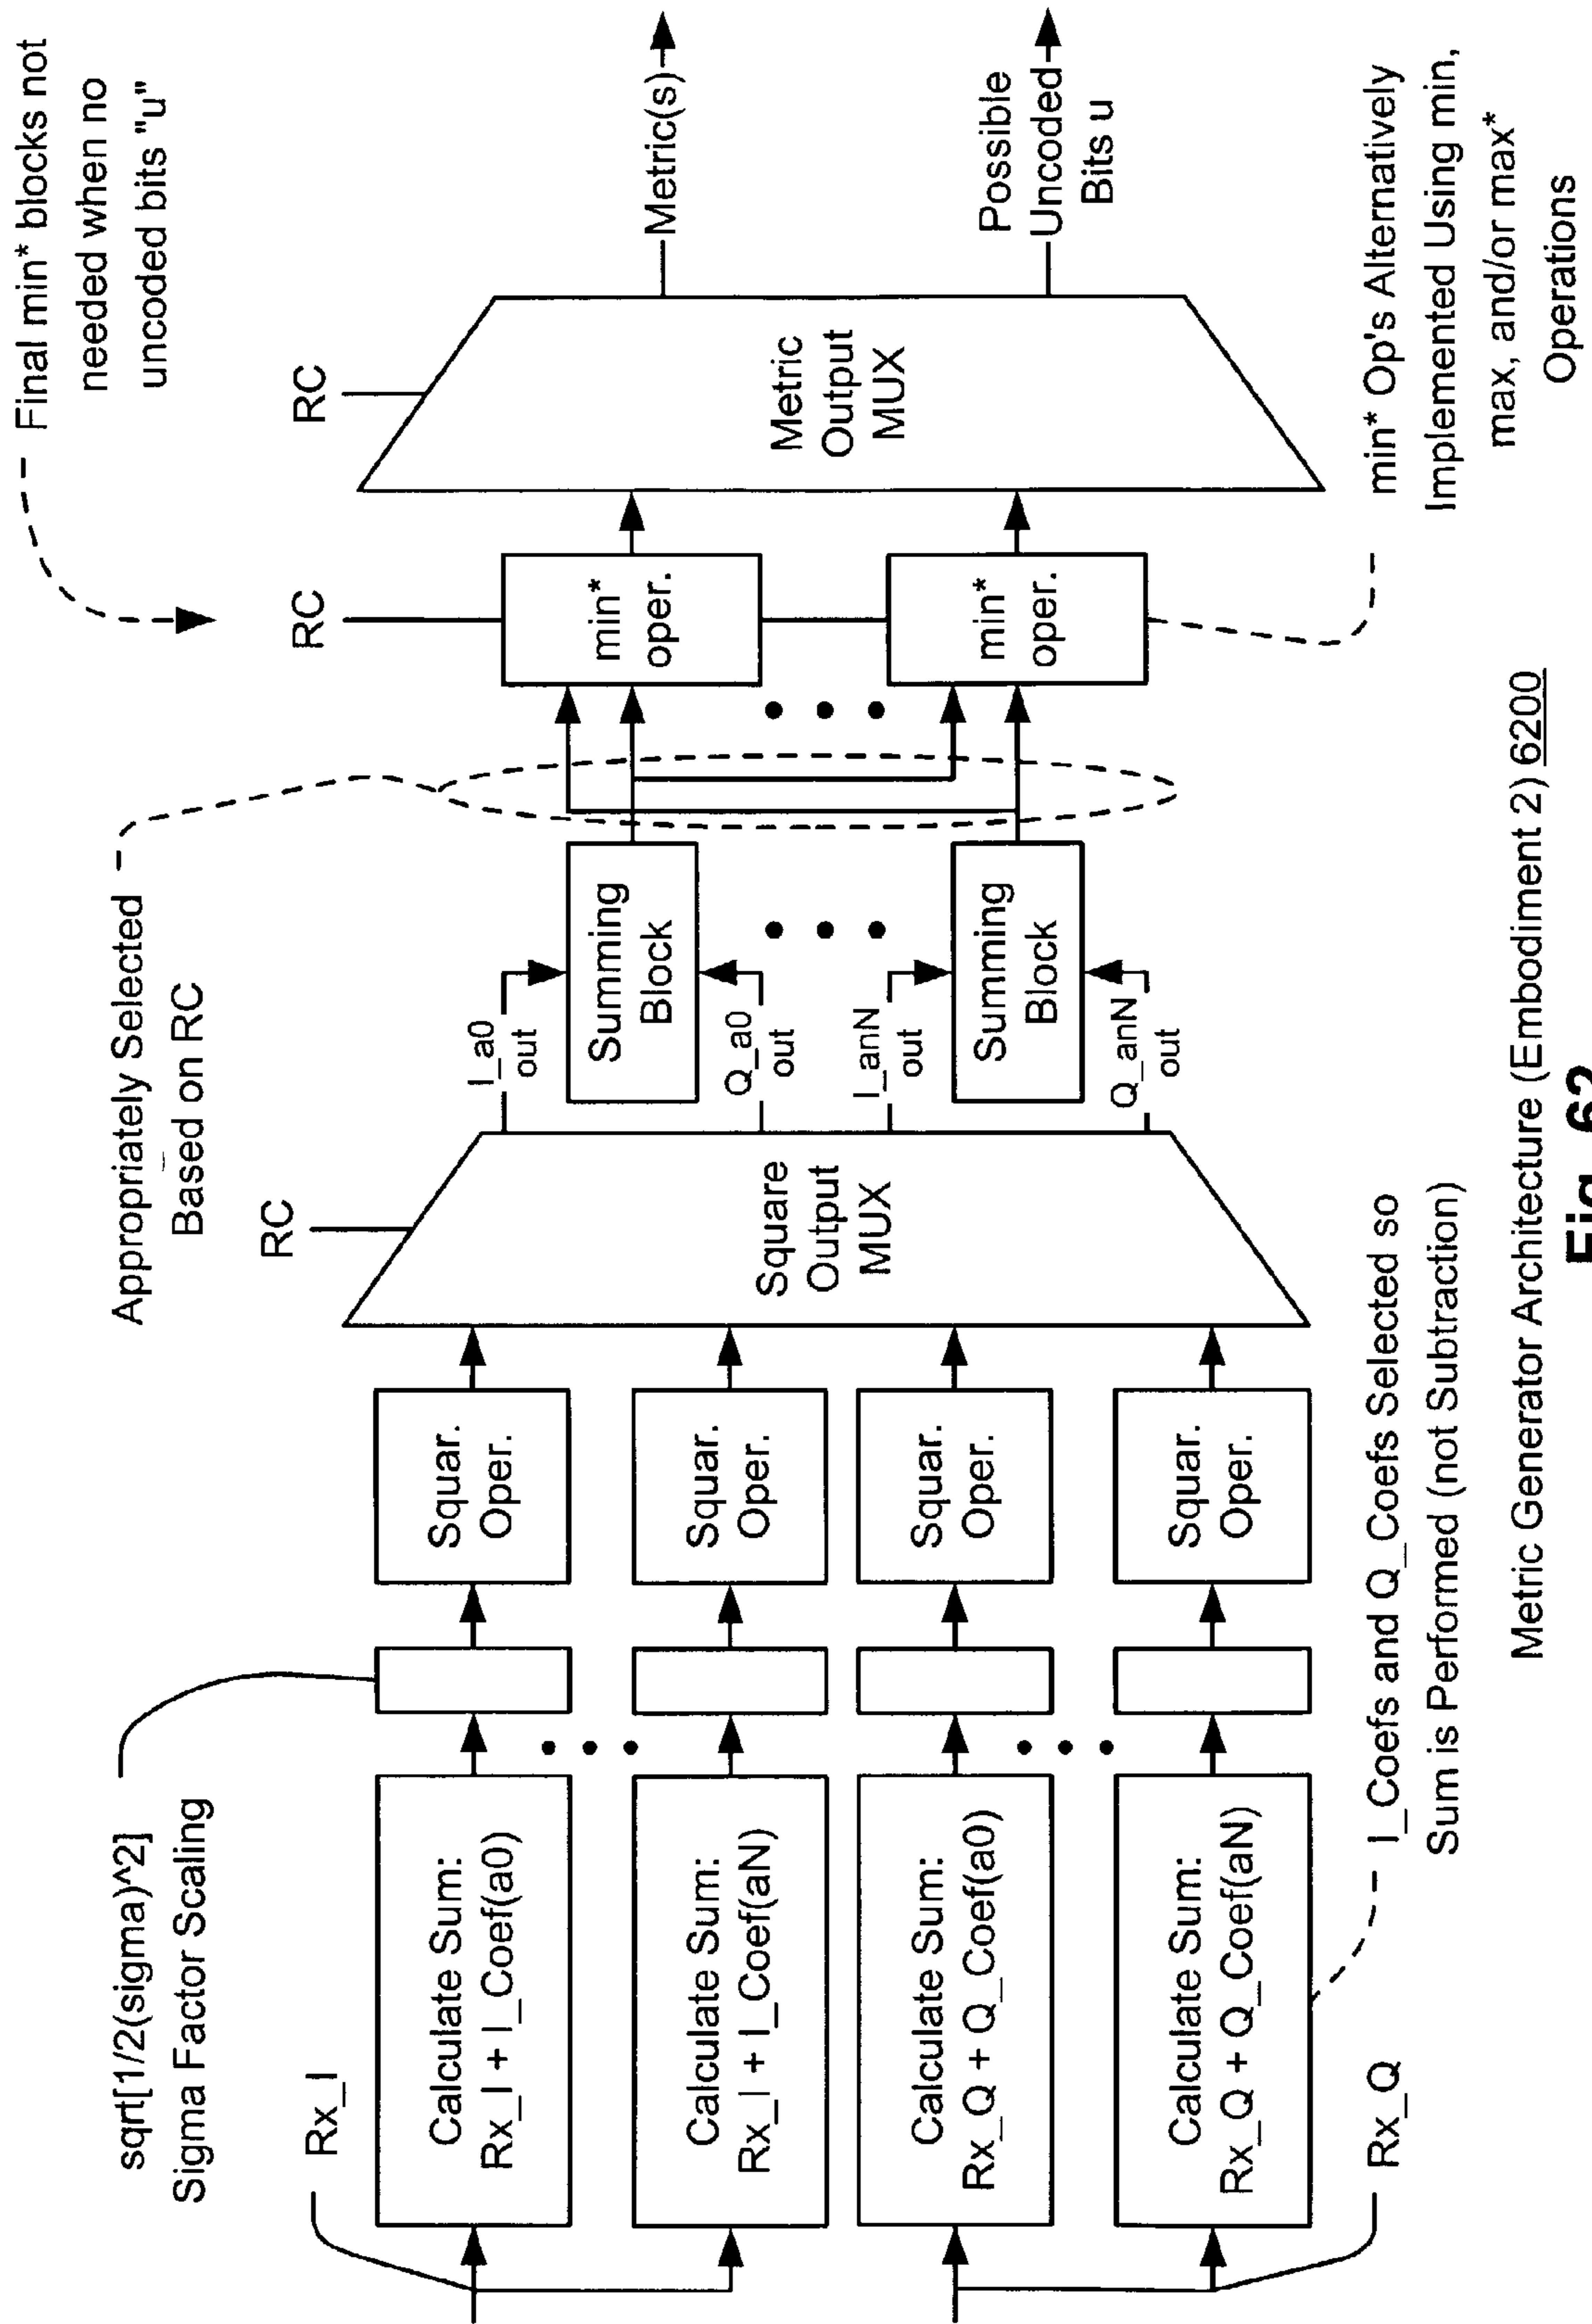 sqrt[1/2(sigma)^2]
Sigma Factor Scaling
Appropriately Selected
Based on RC
Final min* blocks not
needed when no
uncoded bits "u"
Rx_I
RC
RC
RC
Calculate Sum:
Rx_I + I_Coef(a0)
Squar.
Oper.
Calculate Sum:
Rx_I + I_Coef(aN)
Squar.
Oper.
Calculate Sum:
Rx_Q + Q_Coef(a0)
Squar.
Oper.
Calculate Sum:
Rx_Q + Q_Coef(aN)
Squar.
Oper.
Rx_Q
Square
Output
MUX
I_a0
out
Summing
Block
Q_a0
out
I_anN
out
Summing
Block
Q_anN
out
min*
oper.
min*
oper.
Metric
Output
MUX
Metric(s)
Possible
Uncoded
Bits u
I_Coefs and Q_Coefs Selected so
Sum is Performed (not Subtraction)
min* Op's Alternatively
Implemented Using min,
max, and/or max*
Operations
Metric Generator Architecture (Embodiment 2) 6200
Fig. 62